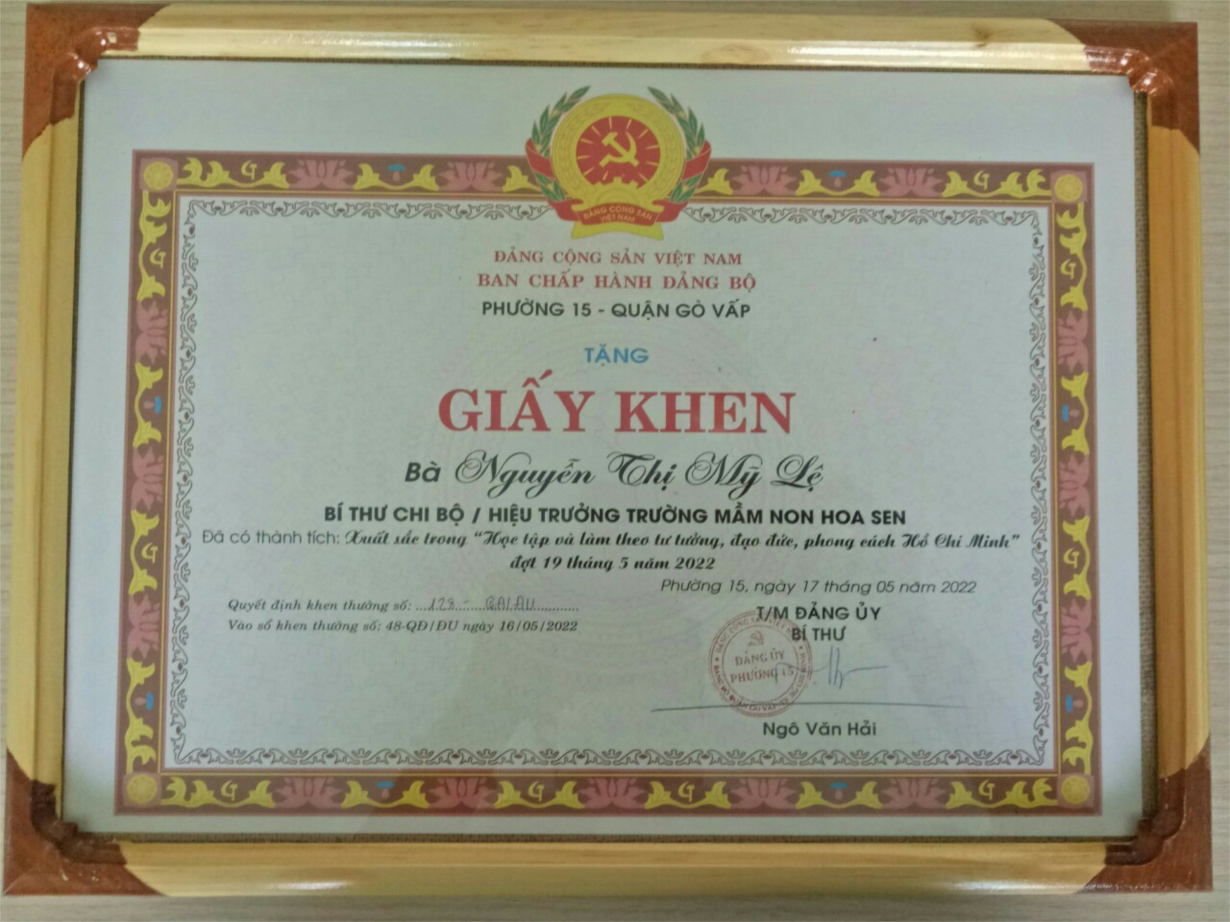 ĐẢNG CỘNG SẢN
VIỆT NAM
ĐẢNG CỘNG SẢN VIỆT NAM
BAN CHẤP HÀNH ĐẢNG BỘ
PHƯỜNG 15 - QUẬN GÒ VẤP
TẶNG
GIẤY KHEN
Bà Nguyễn Thị Mỹ Lệ
BÍ THƯ CHI BỘ / HIỆU TRƯỞNG TRƯỜNG MẦM NON HOA SEN
Đã có thành tích: Xuất sắc trong “Học tập và làm theo tư tưởng, đạo đức, phong cách Hồ Chí Minh”
đợt 19 tháng 5 năm 2022
Phường 15, ngày 17 tháng 05 năm 2022
Quyết định khen thưởng số:
Vào sổ khen thưởng số: 48-QĐ/ĐU ngày 16/05/2022
T/M ĐẢNG ỦY
BÍ THƯ
ĐẢNG ỦY
PHƯỜNG 15
Ngô Văn Hải